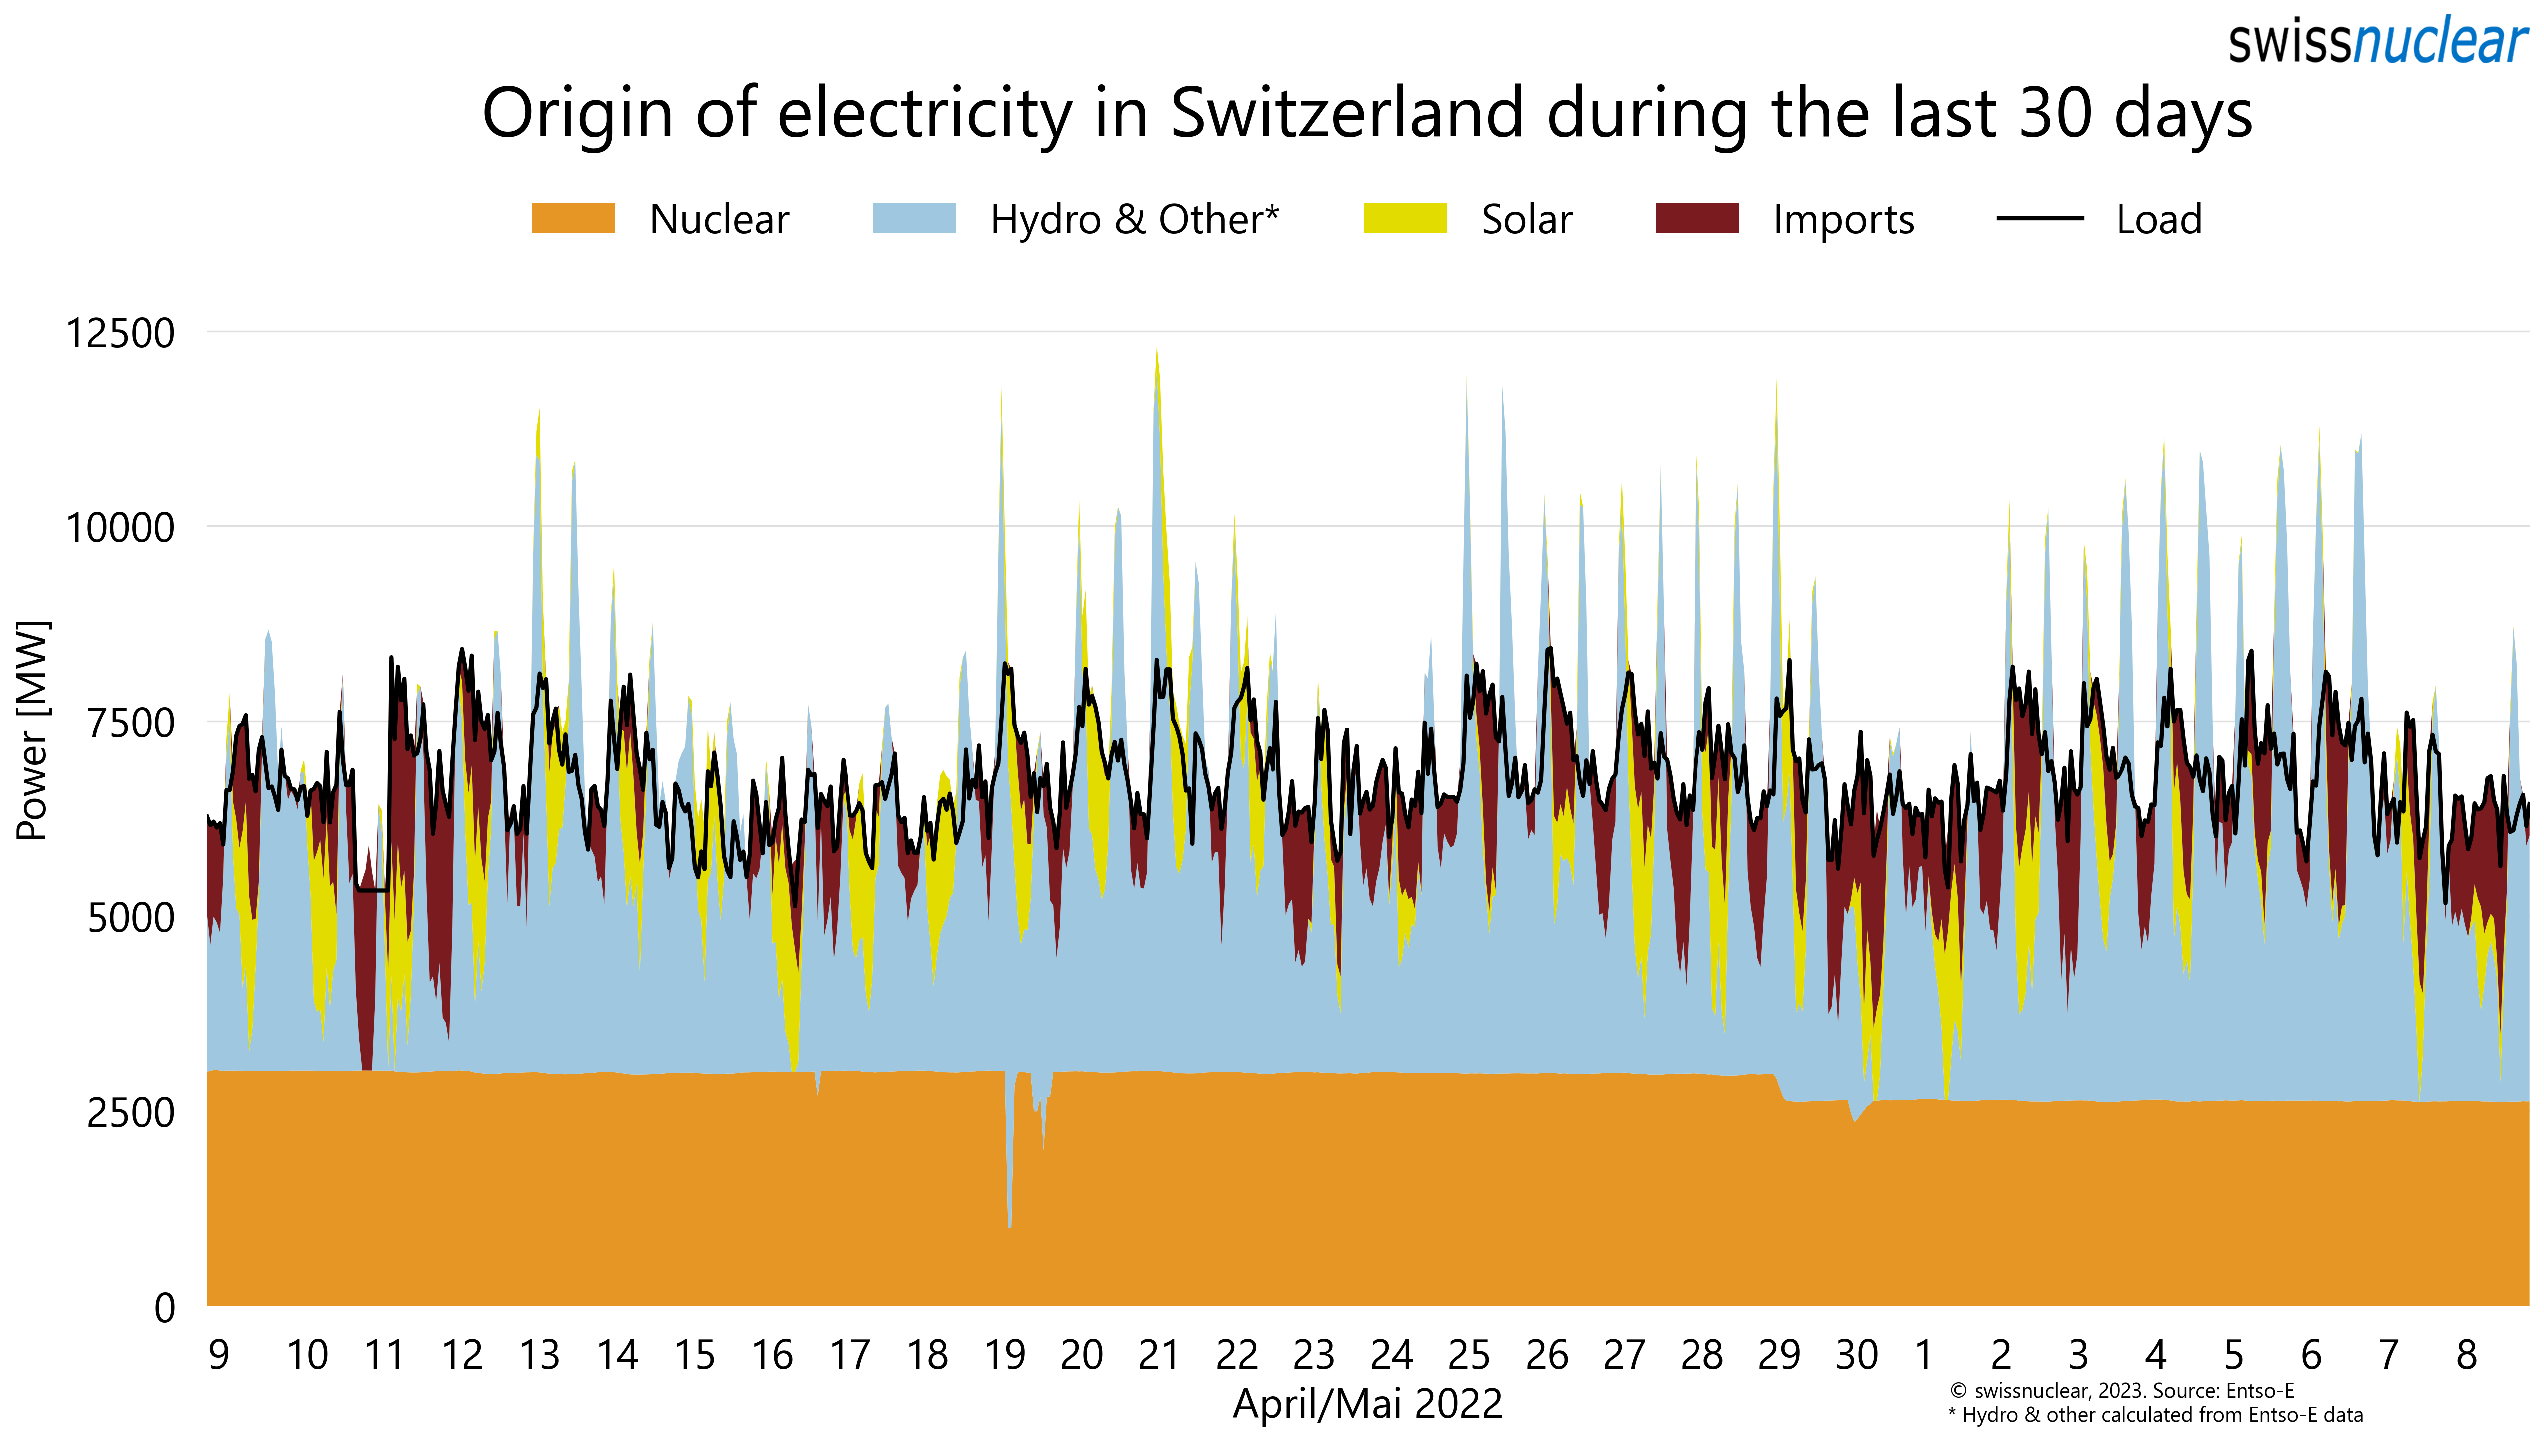 swissnuclear
Origin of electricity in Switzerland during the last 30 days
Nuclear Hydro & Other* Solar Imports Load
12500
10000
7500
5000
2500
0
Power [MW]
9 10 11 12 13 14 15 16 17 18 19 20 21 22 23 24 25 26 27 28 29 30 1 2 3 4 5 6 7 8
April/Mai 2022
© swissnuclear, 2023. Source: Entso-E
* Hydro & other calculated from Entso-E data